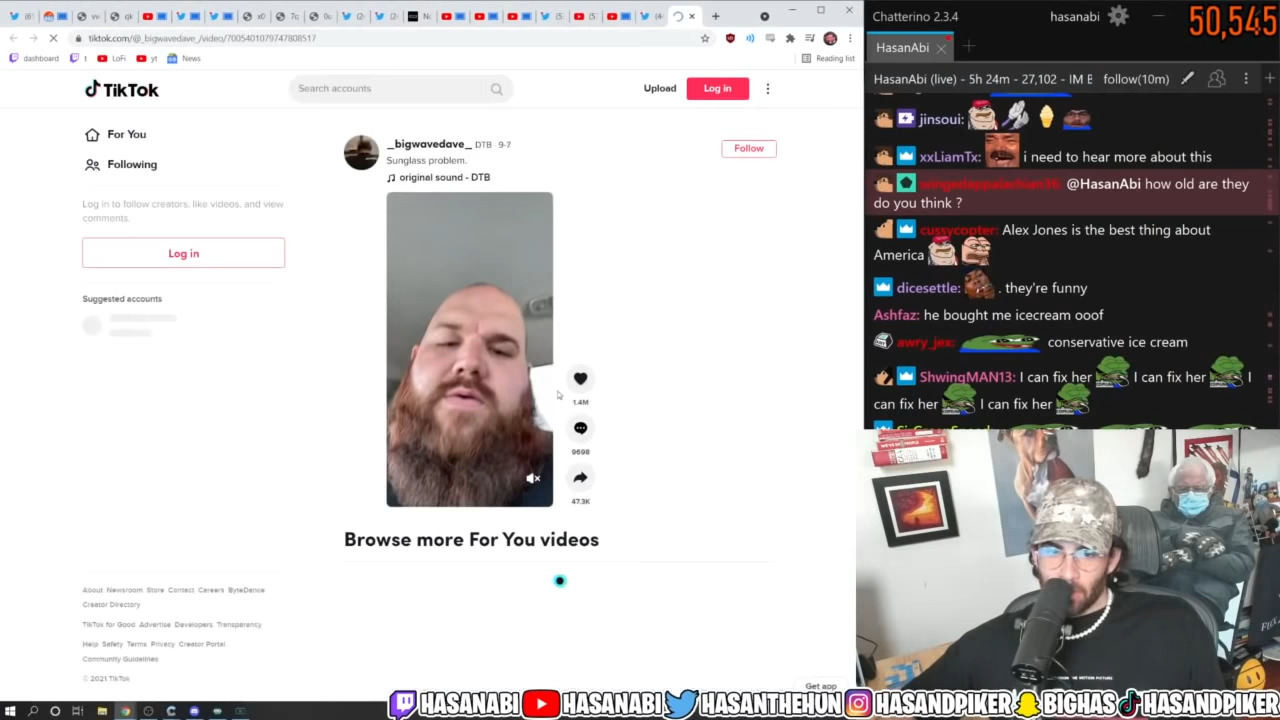 Chatterino 2.3.4
hasanabi
50,545
HasanAbi
tiktok.com/@_bigwavedave_/video/7005401079747808517
dashboard
t
LoFi
yt
News
Reading list
HasanAbi (live) - 5h 24m - 27,102 - IM B
follow(10m)
TikTok
Search accounts
Upload
Log in
For You
Following
Log in to follow creators, like videos, and view
comments.
Log in
Suggested accounts
_bigwavedave_ DTB · 9-7
Follow
Sunglass problem.
original sound - DTB
1.4M
9698
47.3K
Browse more For You videos
About Newsroom Store Contact Careers ByteDance
Creator Directory
TikTok for Good Advertise Developers Transparency
Help Safety Terms Privacy Creator Portal
Community Guidelines
© 2021 TikTok
Get app
jinsoui:
xxLiamTx: i need to hear more about this
@HasanAbi how old are they
do you think ?
cussycopter: Alex Jones is the best thing about
America
dicesettle: . they're funny
Ashfaz: he bought me icecream ooof
awry_jex: conservative ice cream
ShwingMAN13: I can fix her I can fix her I
can fix her I can fix her
HASANABI HASANABI HASANTHEHUN HASANDPIKER BIGHAS HASANDPIKER